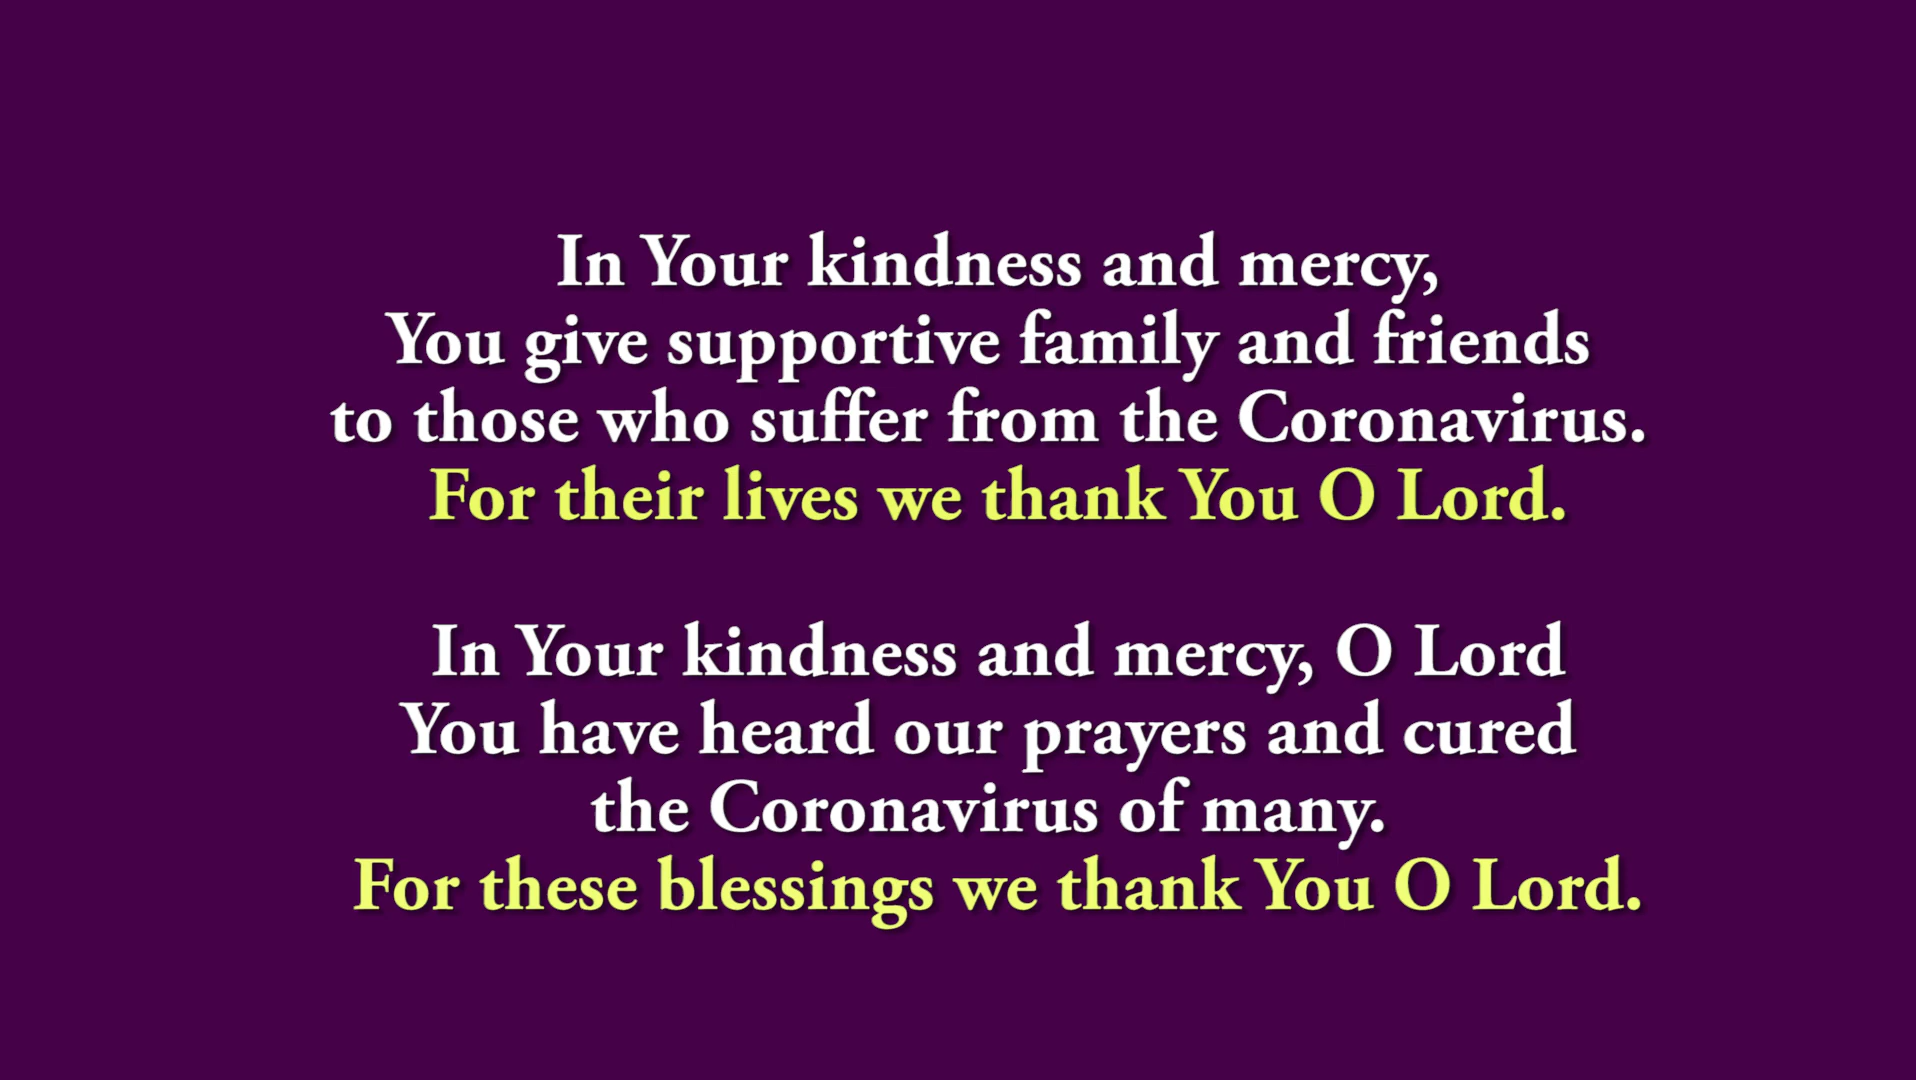 In Your kindness and mercy,
You give supportive family and friends
to those who suffer from the Coronavirus.
For their lives we thank You O Lord.
In Your kindness and mercy, O Lord
You have heard our prayers and cured
the Coronavirus of many.
For these blessings we thank You O Lord.